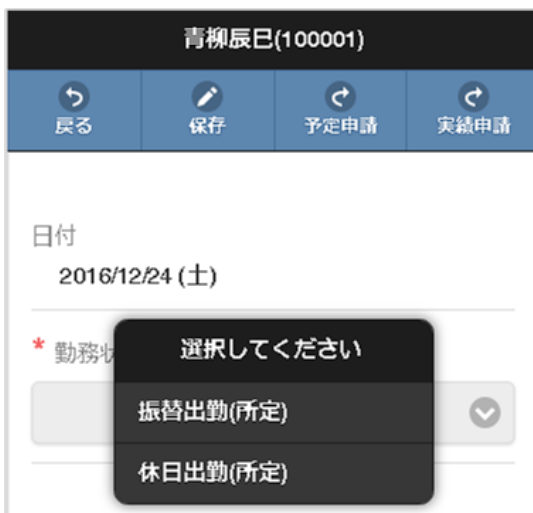 青柳辰巳(100001)
戻る
保存
予定申請
実績申請
日付
2016/12/24 (土)
* 勤務状
選択してください
振替出勤(所定)
休日出勤(所定)